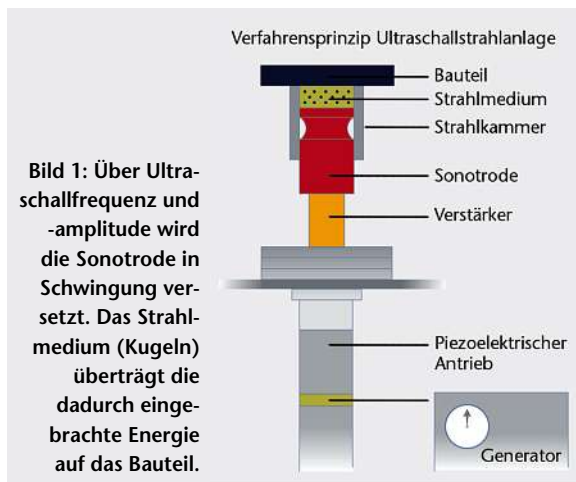 Verfahrensprinzip Ultraschallstrahlanlage
Bauteil
Strahlmedium
Strahlkammer
Sonotrode
Verstärker
Piezoelektrischer
Antrieb
Generator
Bild 1: Über Ultra-
schallfrequenz und
-amplitude wird
die Sonotrode in
Schwingung ver-
setzt. Das Strahl-
medium (Kugeln)
überträgt die
dadurch einge-
brachte Energie
auf das Bauteil.